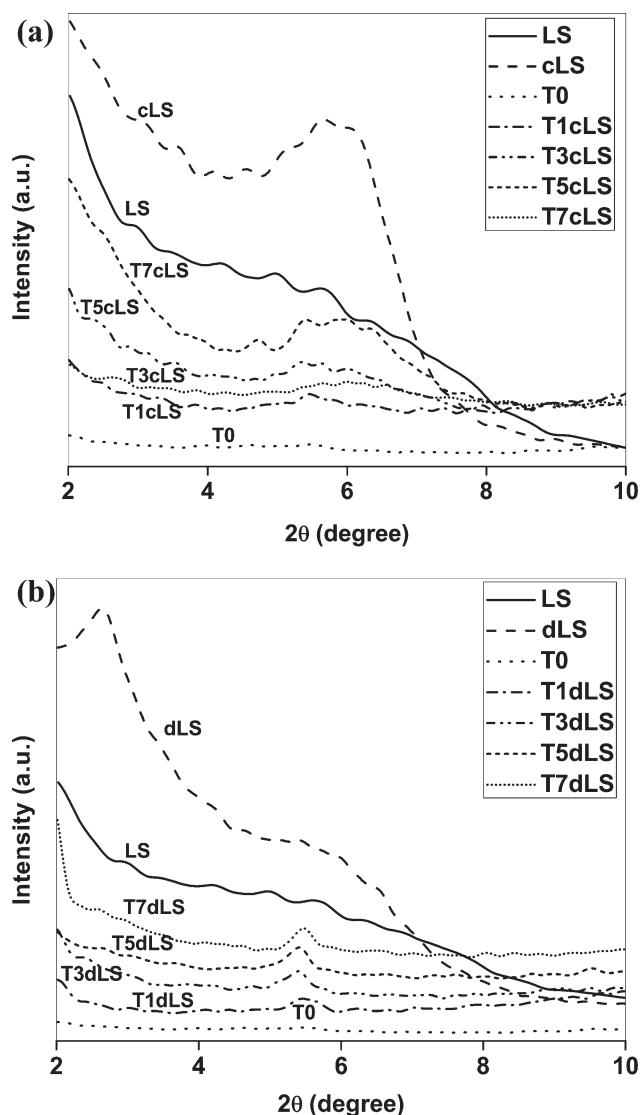 (a)
LS
cLS
T0
T1cLS
T3cLS
T5cLS
T7cLS
cLS
LS
T7cLS
T5cLS
T3cLS
T1cLS
T0
Intensity (a.u.)
2 4 6 8 10
2θ (degree)
(b)
LS
dLS
T0
T1dLS
T3dLS
T5dLS
T7dLS
dLS
LS
T7dLS
T5dLS
T3dLS
T1dLS
T0
Intensity (a.u.)
2 4 6 8 10
2θ (degree)